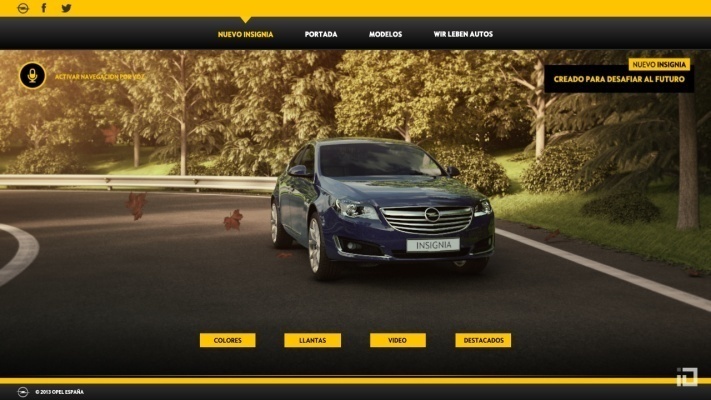 NUEVO INSIGNIA
PORTADA
MODELOS
WIR LEBEN AUTOS
ACTIVAR NAVEGACIÓN POR VOZ
NUEVO INSIGNIA
CREADO PARA DESAFIAR AL FUTURO
INSIGNIA
COLORES
LLANTAS
VÍDEO
DESTACADOS
© 2013 OPEL ESPAÑA